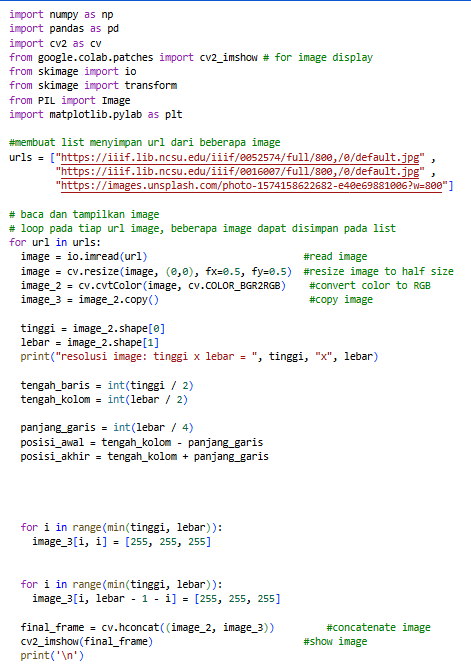 import numpy as np
import pandas as pd
import cv2 as cv
from google.colab.patches import cv2_imshow # for image display
from skimage import io
from skimage import transform
from PIL import Image
import matplotlib.pylab as plt

#membuat list menyimpan url dari beberapa image
urls = ["https://iiif.lib.ncsu.edu/iiif/0052574/full/800,/0/default.jpg" ,
        "https://iiif.lib.ncsu.edu/iiif/0016007/full/800,/0/default.jpg" ,
        "https://images.unsplash.com/photo-1574158622682-e40e69881006?w=800"]

# baca dan tampilkan image
# loop pada tiap url image, beberapa image dapat disimpan pada list
for url in urls:
  image = io.imread(url)                          #read image
  image = cv.resize(image, (0,0), fx=0.5, fy=0.5)  #resize image to half size
  image_2 = cv.cvtColor(image, cv.COLOR_BGR2RGB)    #convert color to RGB
  image_3 = image_2.copy()                         #copy image

  tinggi = image_2.shape[0]
  lebar = image_2.shape[1]
  print("resolusi image: tinggi x lebar = ", tinggi, "x", lebar)

  tengah_baris = int(tinggi / 2)
  tengah_kolom = int(lebar / 2)

  panjang_garis = int(lebar / 4)
  posisi_awal = tengah_kolom - panjang_garis
  posisi_akhir = tengah_kolom + panjang_garis

  for i in range(min(tinggi, lebar)):
    image_3[i, i] = [255, 255, 255]

  for i in range(min(tinggi, lebar)):
    image_3[i, lebar - 1 - i] = [255, 255, 255]

  final_frame = cv.hconcat((image_2, image_3))         #concatenate image
  cv2_imshow(final_frame)                          #show image
  print('\n')